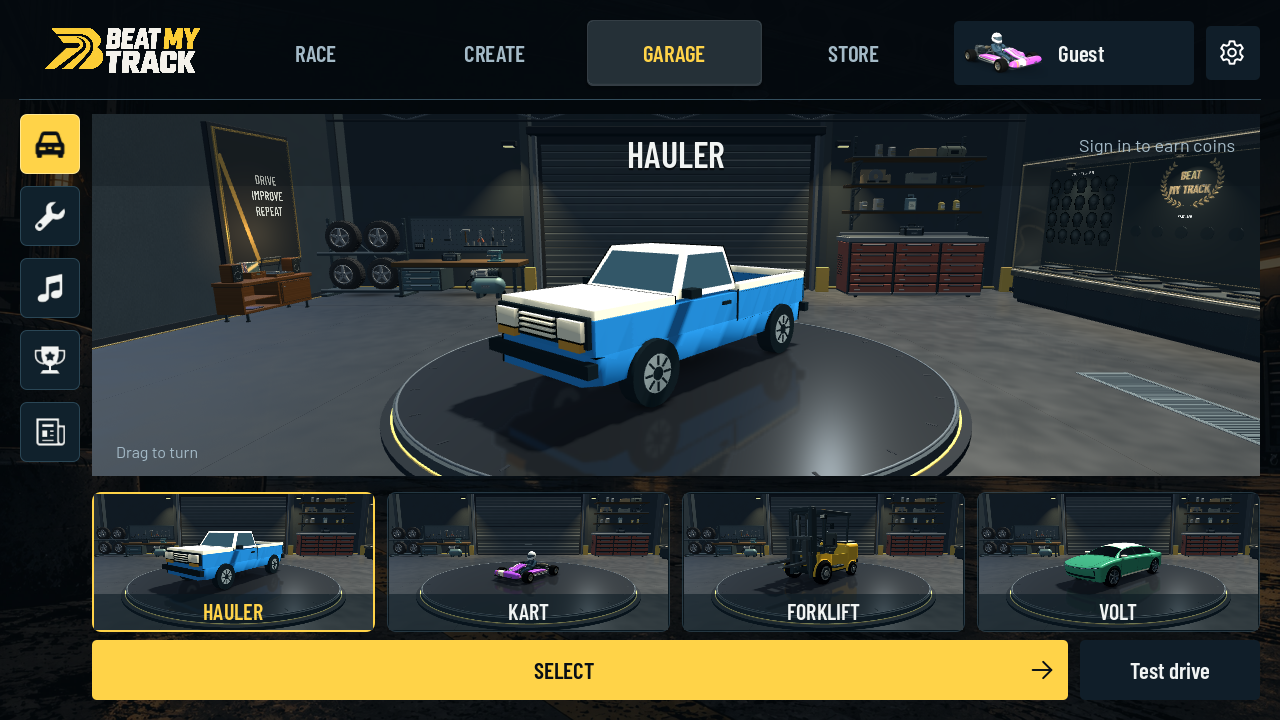 BEAT MY
TRACK
RACE
CREATE
GARAGE
STORE
Guest
HAULER
Sign in to earn coins
DRIVE
IMPROVE
REPEAT
BEAT
MY TRACK
Drag to turn
HAULER
KART
FORKLIFT
VOLT
SELECT
Test drive